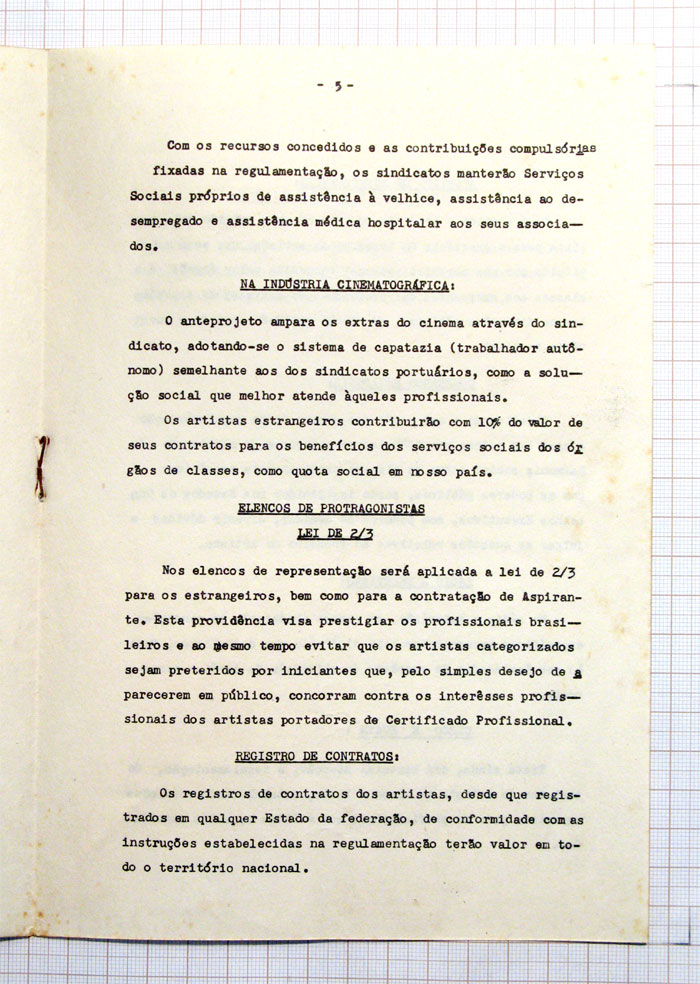 - 5-
Com os recursos concedidos e as contribuições compulsórias
fixadas na regulamentação, os sindicatos manterão Serviços
Sociais próprios de assistência à velhice, assistência ao de-
sempregado e assistência médica hospitalar aos seus associa—
dos.
NA INDÚSTRIA CINEMATOGRÁFICA:
O anteprojeto ampara os extras do cinema através do sin-
dicato, adotando-se o sistema de capatazia (trabalhador autô-
nomo) semelhante aos dos sindicatos portuários, como a solu—
ção social que melhor atende àqueles profissionais.
Os artistas estrangeiros contribuirão com 10% do valor de
seus contratos para os benefícios dos serviços sociais dos ór
gãos de classes, como quota social em nosso país.
ELENCOS DE PROTRAGONISTAS
LEI DE 2/3
Nos elencos de representação será aplicada a lei de 2/3
para os estrangeiros, bem como para a contratação de Aspiran-
te. Esta providência visa prestigiar os profissionais brasi—
leiros e ao mesmo tempo evitar que os artistas categorizados
sejam preteridos por iniciantes que, pelo simples desejo de a
parecerem em público, concorram contra os interêsses profis—
sionais dos artistas portadores de Certificado Profissional.
REGISTRO DE CONTRATOS:
Os registros de contratos dos artistas, desde que regis-
trados em qualquer Estado da federação, de conformidade com as
instruções estabelecidas na regulamentação terão valor em to-
do o território nacional.